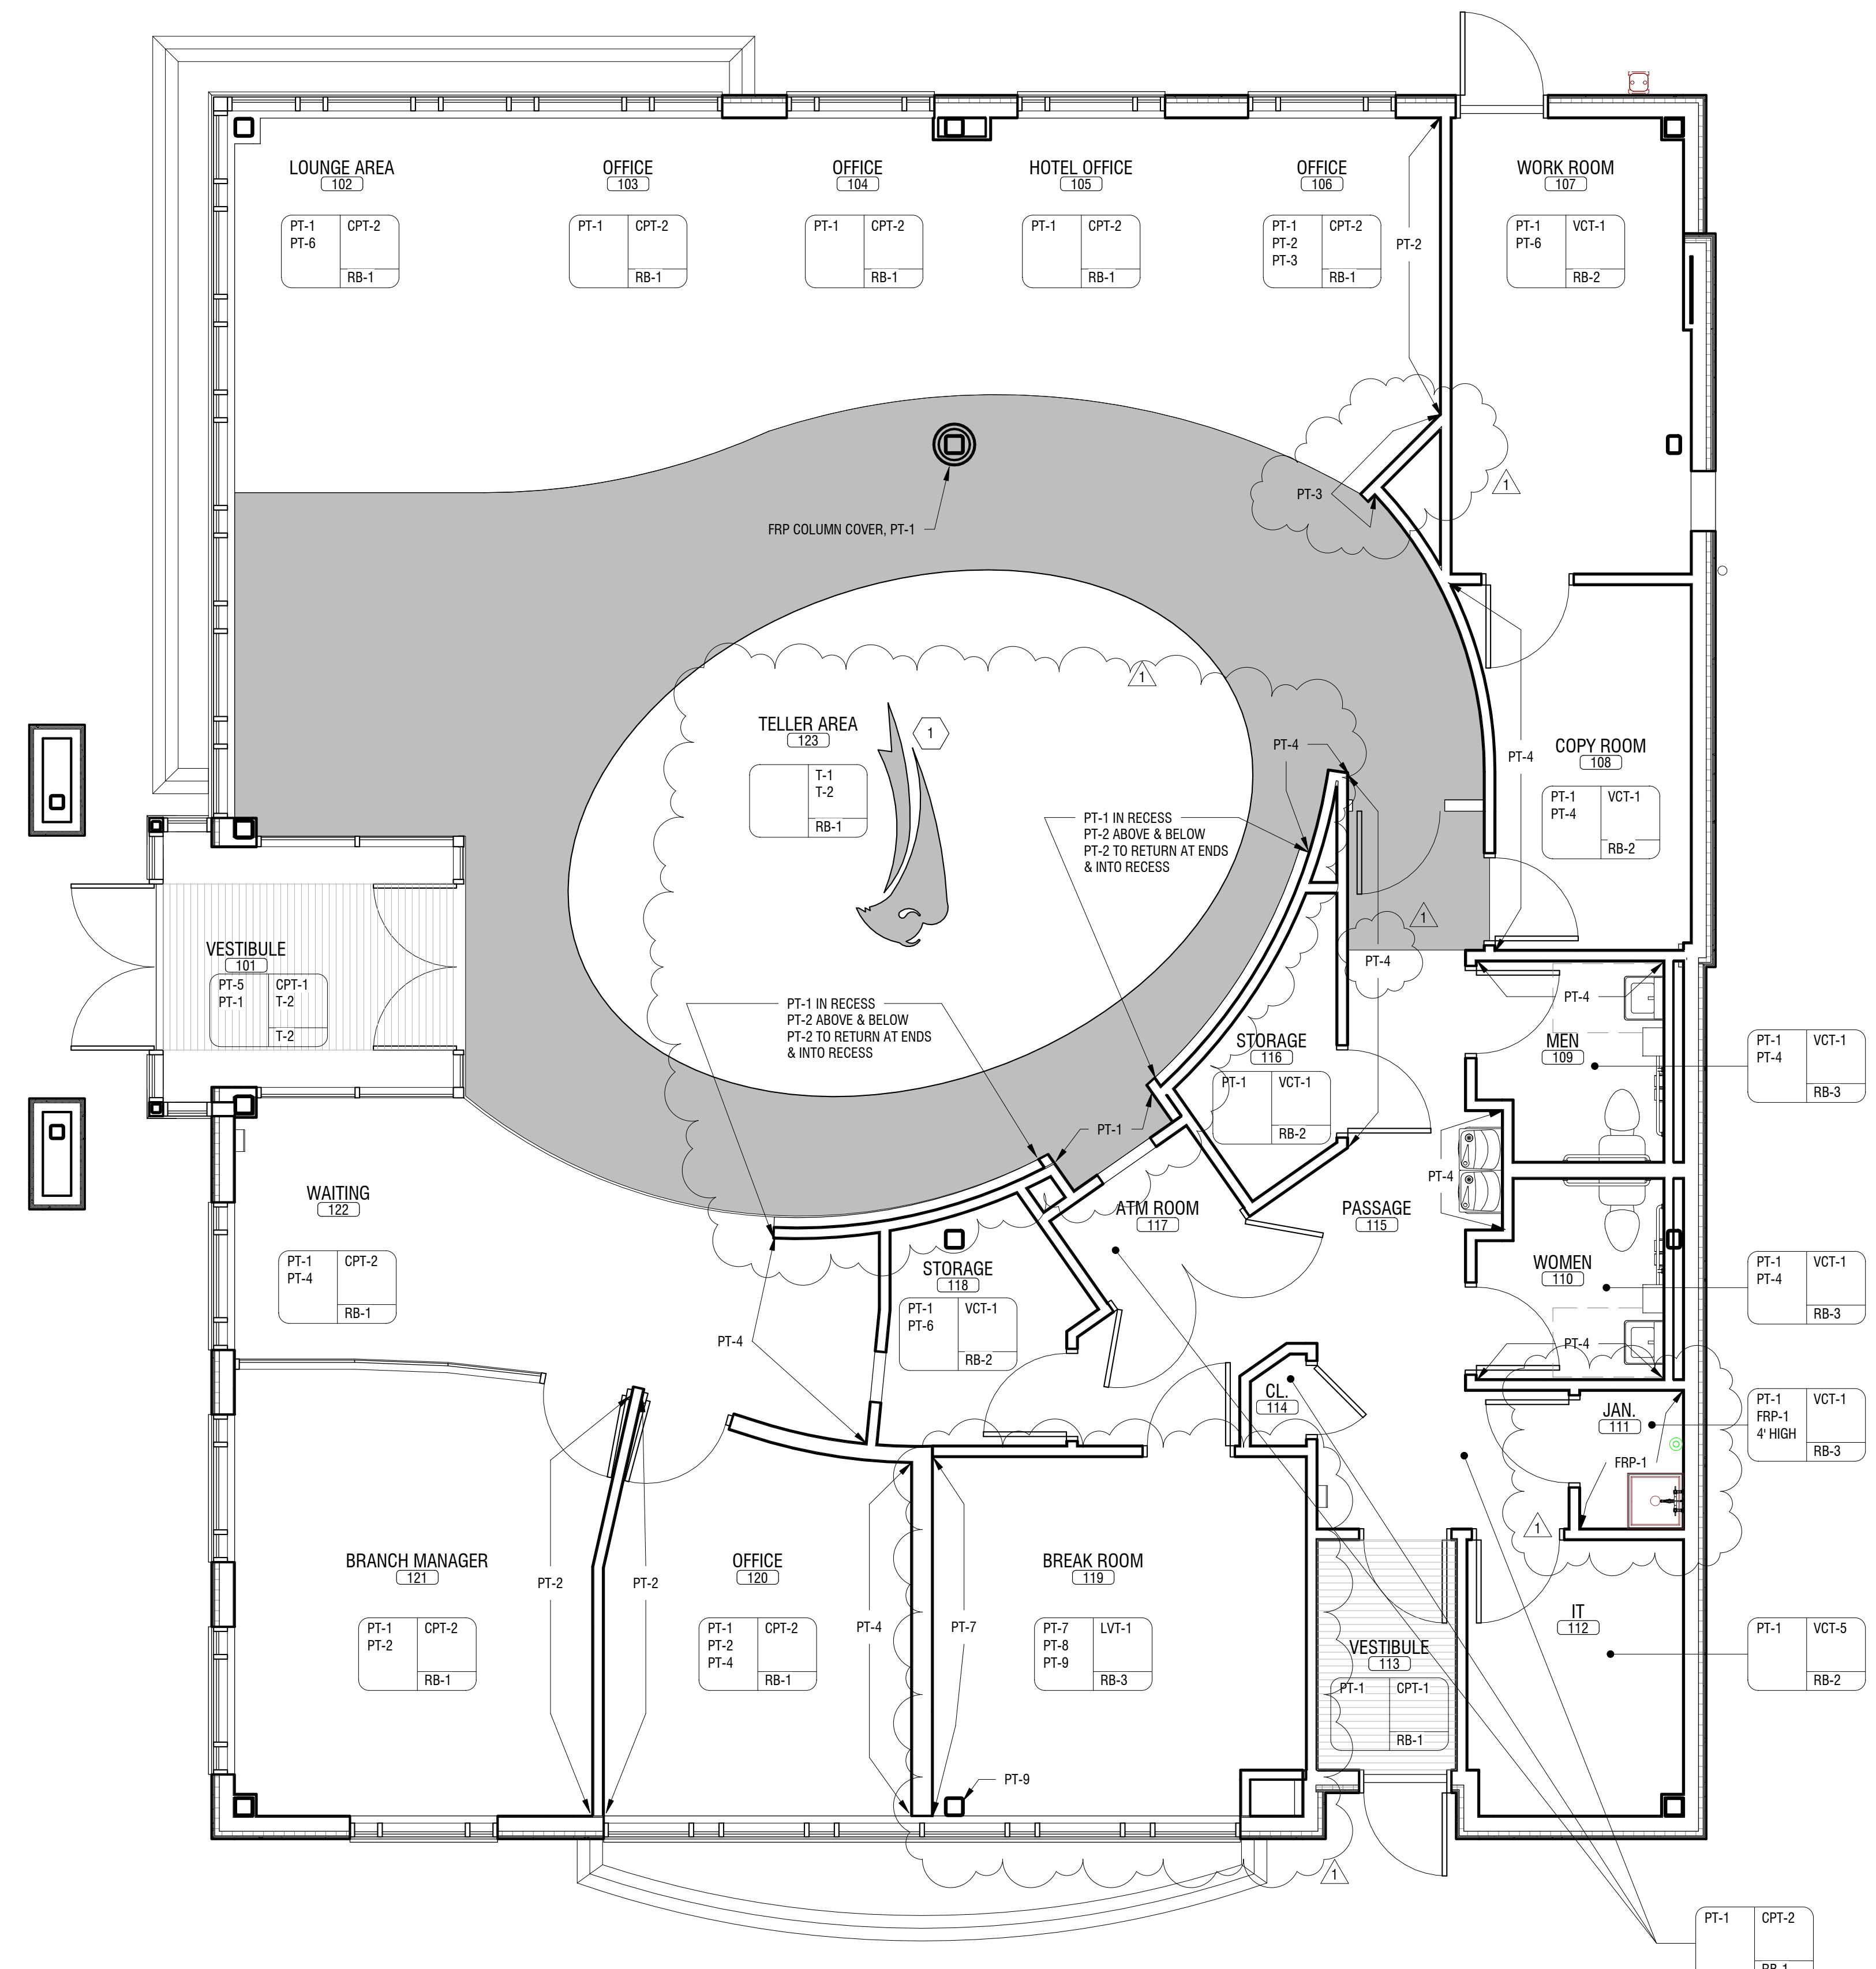 LOUNGE AREA
102
PT-1
PT-6
CPT-2
RB-1
OFFICE
103
PT-1
CPT-2
RB-1
OFFICE
104
PT-1
CPT-2
RB-1
HOTEL OFFICE
105
PT-1
CPT-2
RB-1
OFFICE
106
PT-1
PT-2
PT-3
CPT-2
RB-1
PT-2
WORK ROOM
107
PT-1
PT-6
VCT-1
RB-2
PT-3
1
FRP COLUMN COVER, PT-1
1
TELLER AREA
123
T-1
T-2
RB-1
1
PT-4
PT-4
COPY ROOM
108
PT-1
PT-4
VCT-1
RB-2
PT-1 IN RECESS
PT-2 ABOVE & BELOW
PT-2 TO RETURN AT ENDS
& INTO RECESS
1
VESTIBULE
101
PT-5
PT-1
CPT-1
T-2
T-2
PT-4
PT-4
PT-1 IN RECESS
PT-2 ABOVE & BELOW
PT-2 TO RETURN AT ENDS
& INTO RECESS
STORAGE
116
PT-1
VCT-1
RB-2
MEN
109
PT-1
PT-4
VCT-1
RB-3
PT-1
PT-4
WAITING
122
PT-1
PT-4
CPT-2
RB-1
ATM ROOM
117
PASSAGE
115
STORAGE
118
PT-1
PT-6
VCT-1
RB-2
WOMEN
110
PT-1
PT-4
VCT-1
RB-3
PT-4
PT-4
CL.
114
JAN.
111
PT-1
FRP-1
4' HIGH
VCT-1
RB-3
FRP-1
1
BRANCH MANAGER
121
PT-1
PT-2
CPT-2
RB-1
PT-2
PT-2
OFFICE
120
PT-1
PT-2
PT-4
CPT-2
RB-1
PT-4
PT-7
BREAK ROOM
119
PT-7
PT-8
PT-9
LVT-1
RB-3
PT-9
VESTIBULE
113
PT-1
CPT-1
RB-1
IT
112
PT-1
VCT-5
RB-2
1
PT-1
CPT-2
RB-1